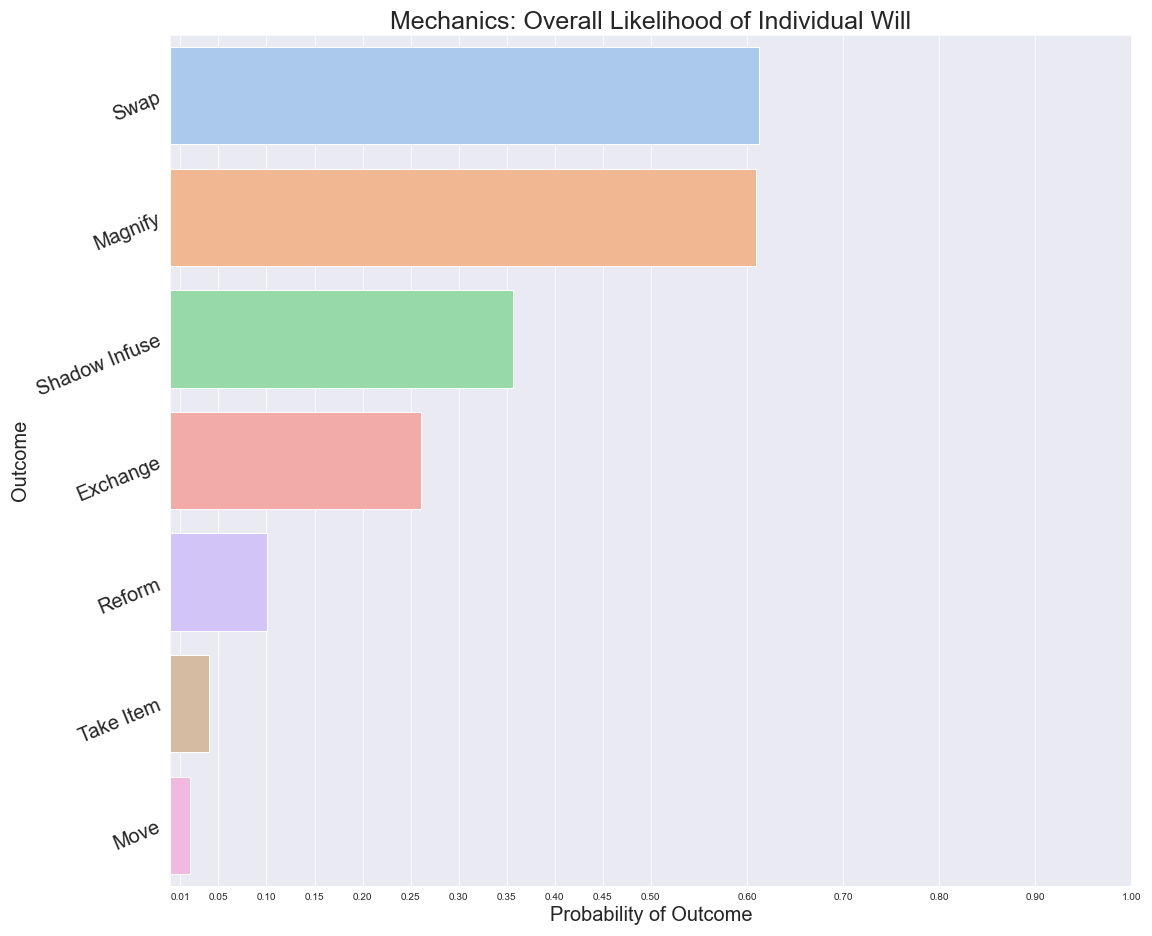 Mechanics: Overall Likelihood of Individual Will
Swap
Magnify
Shadow Infuse
Exchange
Reform
Take Item
Move
Outcome
0.01 0.05 0.10 0.15 0.20 0.25 0.30 0.35 0.40 0.45 0.50 0.60 0.70 0.80 0.90 1.00
Probability of Outcome